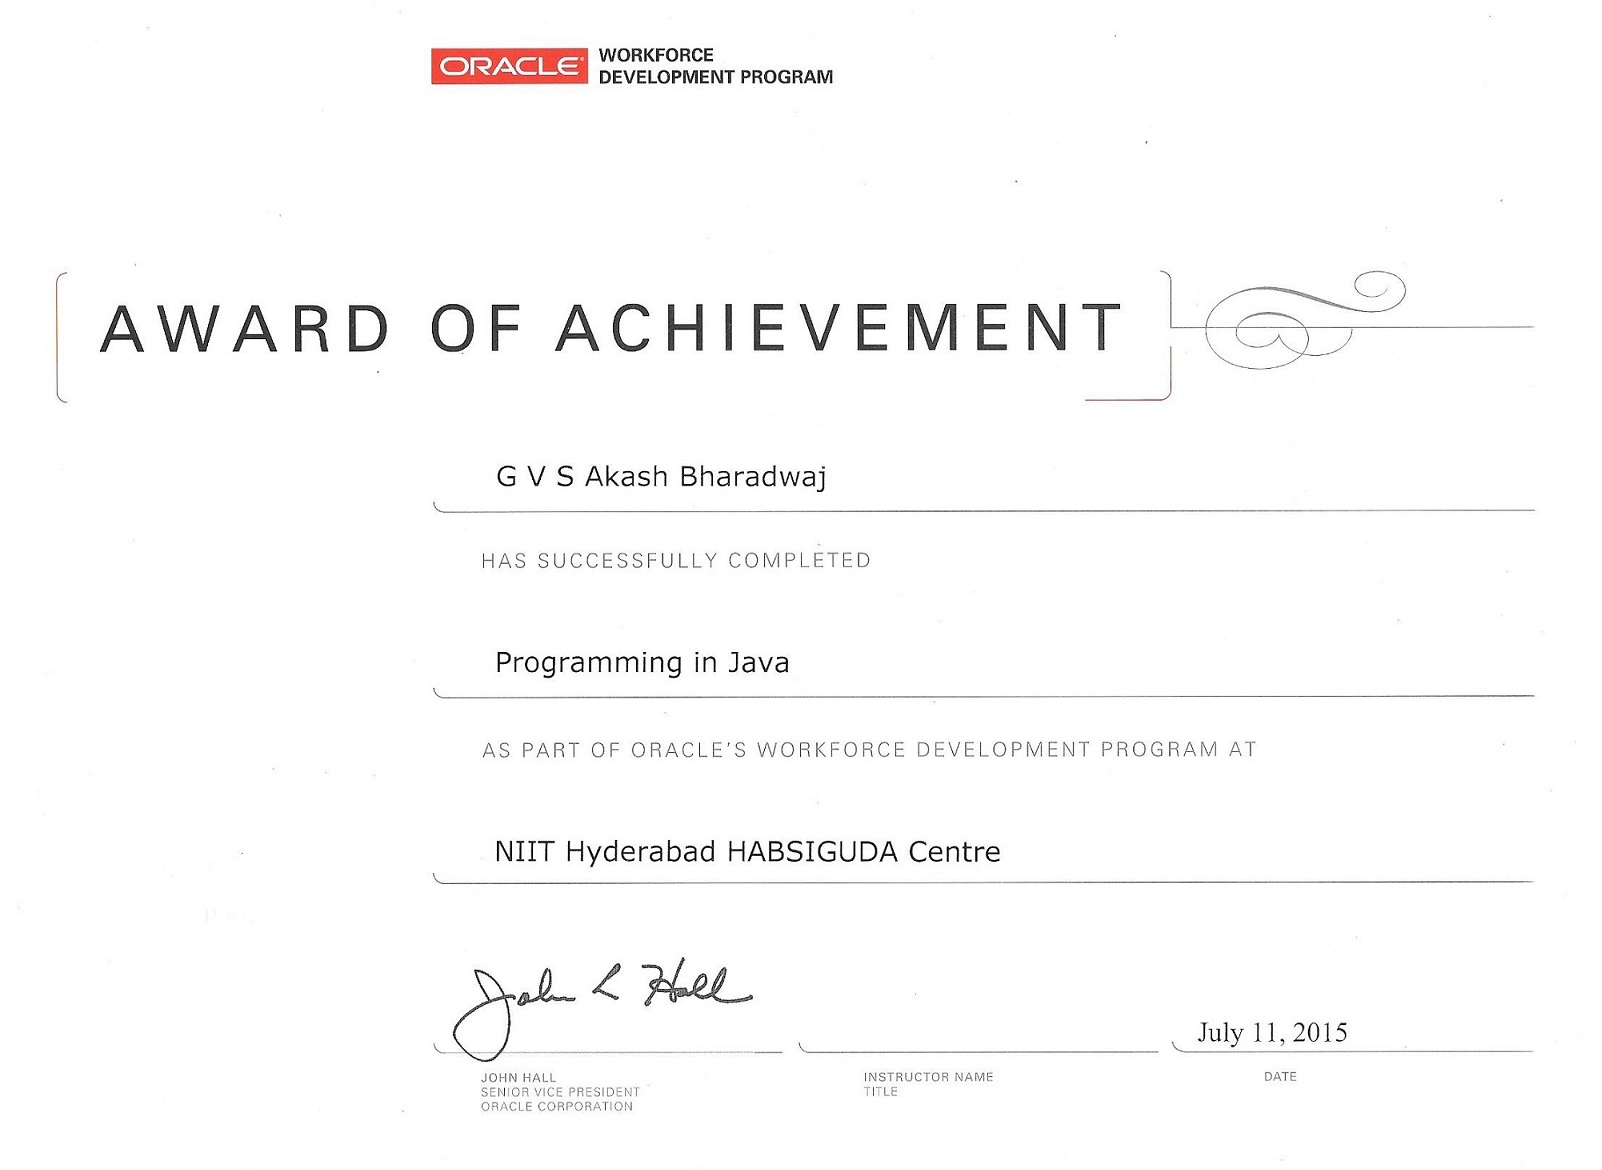 ORACLE® WORKFORCE
DEVELOPMENT PROGRAM
AWARD OF ACHIEVEMENT
G V S Akash Bharadwaj
HAS SUCCESSFULLY COMPLETED
Programming in Java
AS PART OF ORACLE'S WORKFORCE DEVELOPMENT PROGRAM AT
NIIT Hyderabad HABSIGUDA Centre
John L Hall
July 11, 2015
JOHN HALL
SENIOR VICE PRESIDENT
ORACLE CORPORATION
INSTRUCTOR NAME
TITLE
DATE